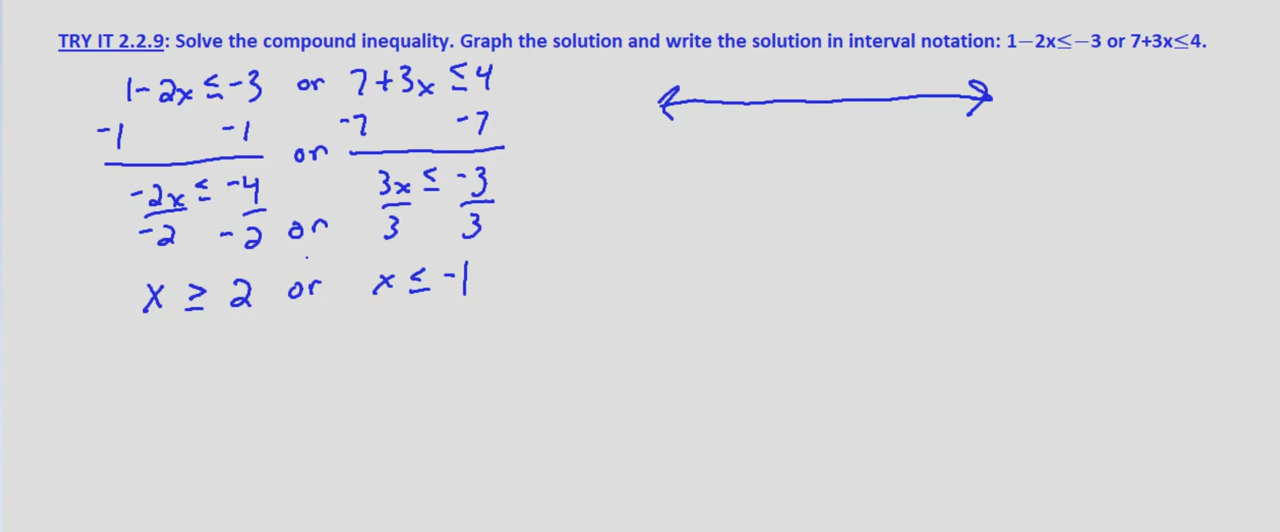 TRY IT 2.2.9: Solve the compound inequality. Graph the solution and write the solution in interval notation: 1−2x≤−3 or 7+3x≤4.
1-2x ≤ -3 or 7+3x ≤ 4
-1 -1 -7 -7
or
-2x ≤ -4 3x ≤ -3
-2 -2 or 3 3
x ≥ 2 or x ≤ -1